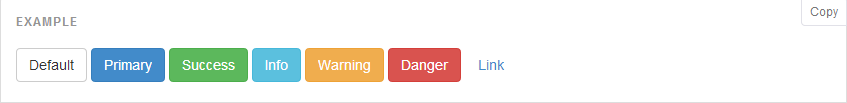 Copy
EXAMPLE
Default Primary Success Info Warning Danger Link